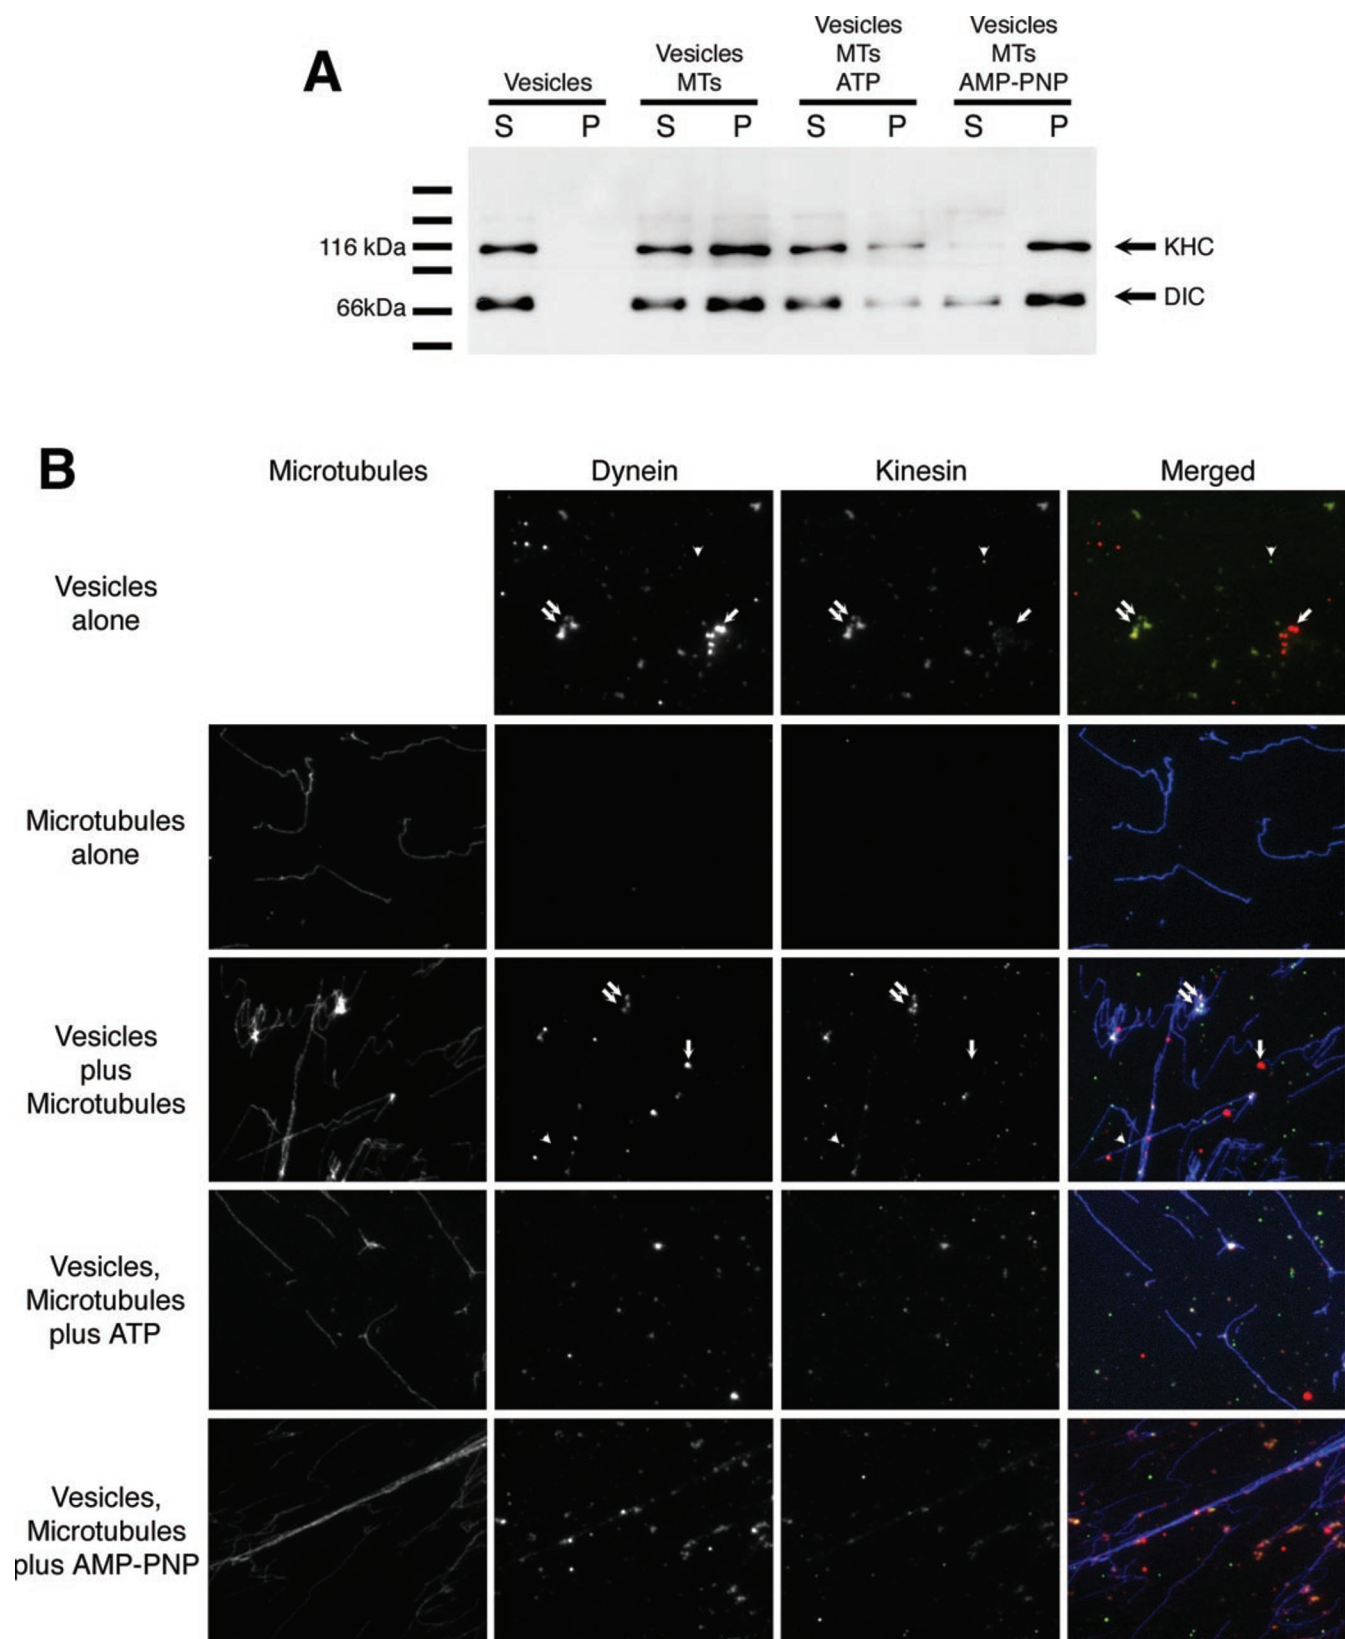 A
Vesicles
Vesicles
MTs
Vesicles
MTs
ATP
Vesicles
MTs
AMP-PNP
S P S P S P S P
116 kDa
KHC
66kDa
DIC
B
Microtubules
Dynein
Kinesin
Merged
Vesicles
alone
Microtubules
alone
Vesicles
plus
Microtubules
Vesicles,
Microtubules
plus ATP
Vesicles,
Microtubules
plus AMP-PNP